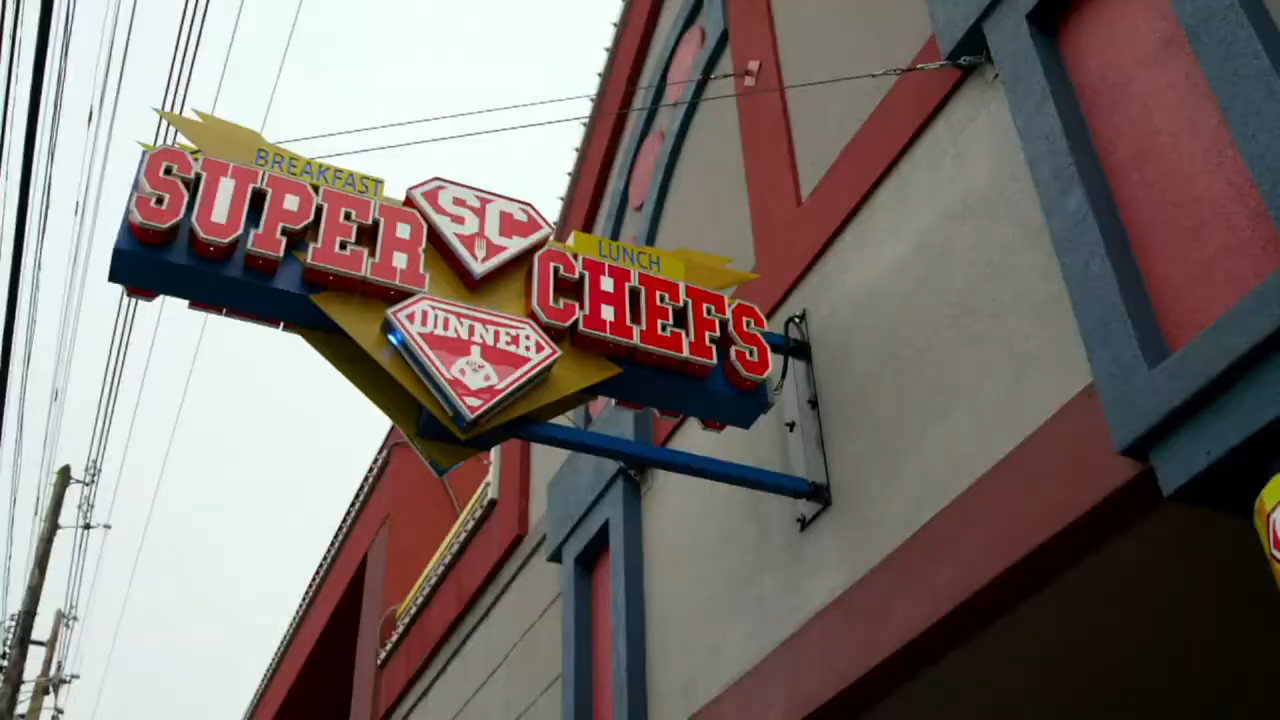 BREAKFAST
SUPER
SC
LUNCH
CHEFS
DINNER